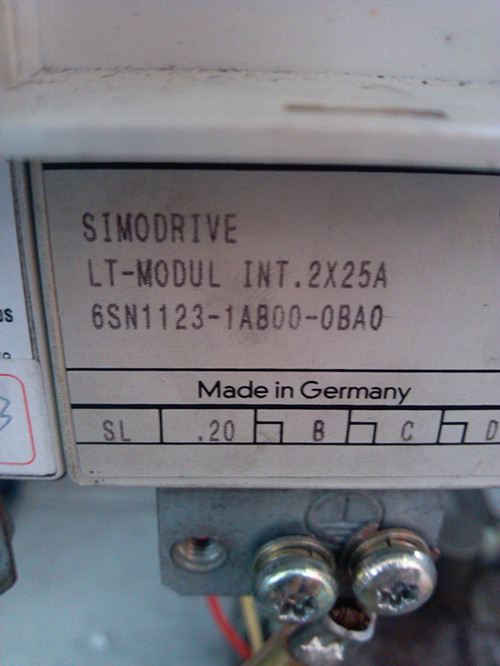 SIMODRIVE
LT-MODUL INT.2X25A
6SN1123-1AB00-0BA0
Made in Germany
SL .20 B C D